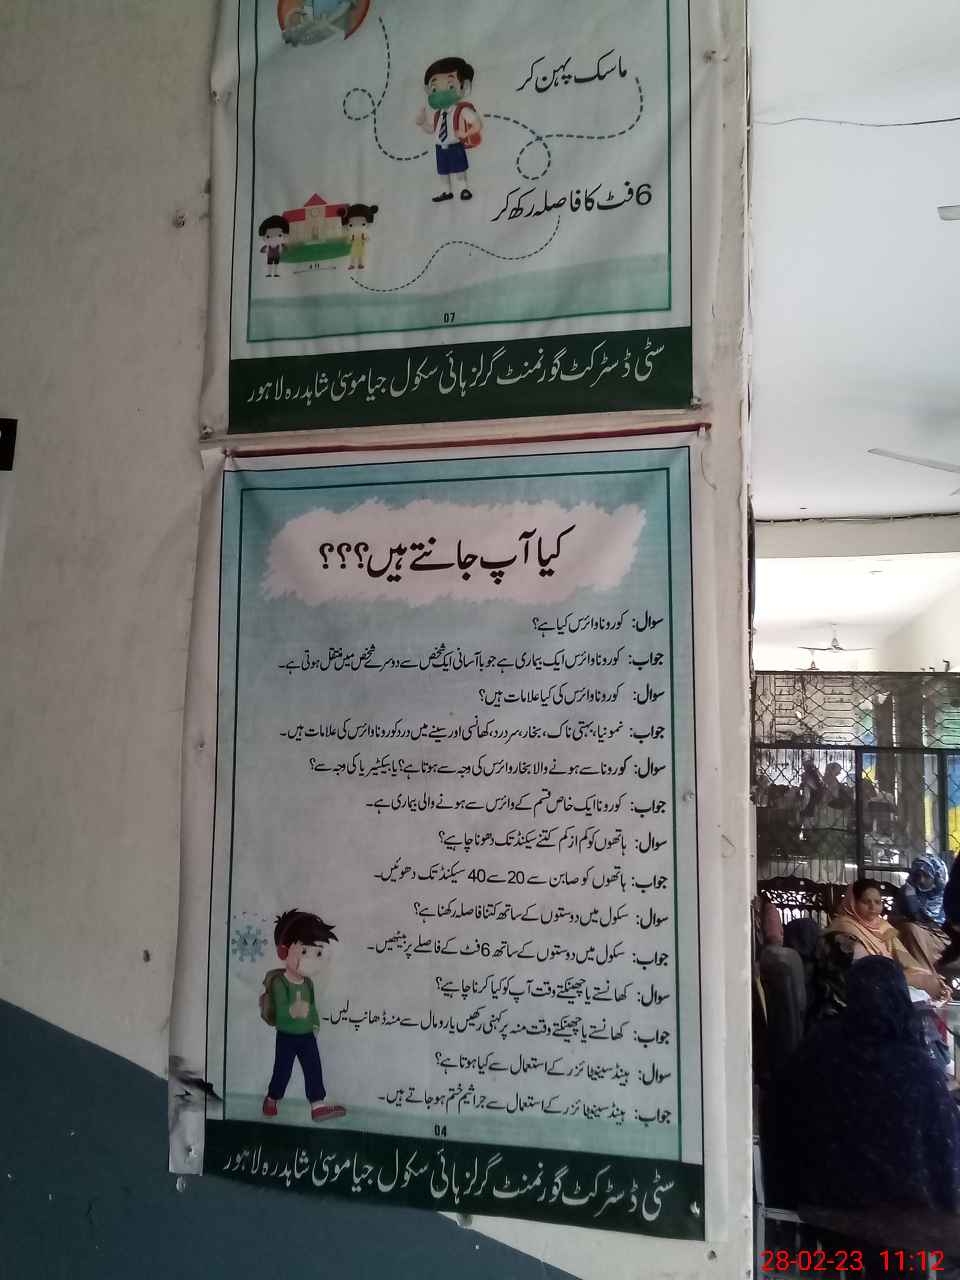 ماسک پہن کر
6 فٹ کا فاصلہ رکھ کر
07
سٹی ڈسٹرکٹ گورنمنٹ گرلز ہائی سکول جیا موسیٰ شاہدرہ لاہور
کیا آپ جانتے ہیں؟؟؟
سوال: کورونا وائرس کیا ہے؟
جواب: کورونا وائرس ایک بیماری ہے جو با آسانی ایک شخص سے دوسرے شخص میں منتقل ہوتی ہے۔
سوال: کورونا وائرس کی کیا علامات ہیں؟
جواب: نمونیا، بہتی ناک، بخار، سر درد، کھانسی اور سینے میں درد کورونا وائرس کی علامات ہیں۔
سوال: کورونا سے ہونے والا بخار وائرس کی وجہ سے ہوتا ہے؟ یا بیکٹیریا کی وجہ سے؟
جواب: کورونا ایک خاص قسم کے وائرس سے ہونے والی بیماری ہے۔
سوال: ہاتھوں کو کم از کم کتنے سیکنڈ تک دھونا چاہیے؟
جواب: ہاتھوں کو صابن سے 20 سے 40 سیکنڈ تک دھوئیں۔
سوال: سکول میں دوستوں کے ساتھ کتنا فاصلہ رکھنا ہے؟
جواب: سکول میں دوستوں کے ساتھ 6 فٹ کے فاصلے پر بیٹھیں۔
سوال: کھانستے یا چھینکتے وقت آپ کو کیا کرنا چاہیے؟
جواب: کھانستے یا چھینکتے وقت منہ پر کہنی رکھیں یا رومال سے منہ ڈھانپ لیں۔
سوال: ہینڈ سینیٹائزر کے استعمال سے کیا ہوتا ہے؟
جواب: ہینڈ سینیٹائزر کے استعمال سے جراثیم ختم ہو جاتے ہیں۔
04
سٹی ڈسٹرکٹ گورنمنٹ گرلز ہائی سکول جیا موسیٰ شاہدرہ لاہور
28-02-23 11:12